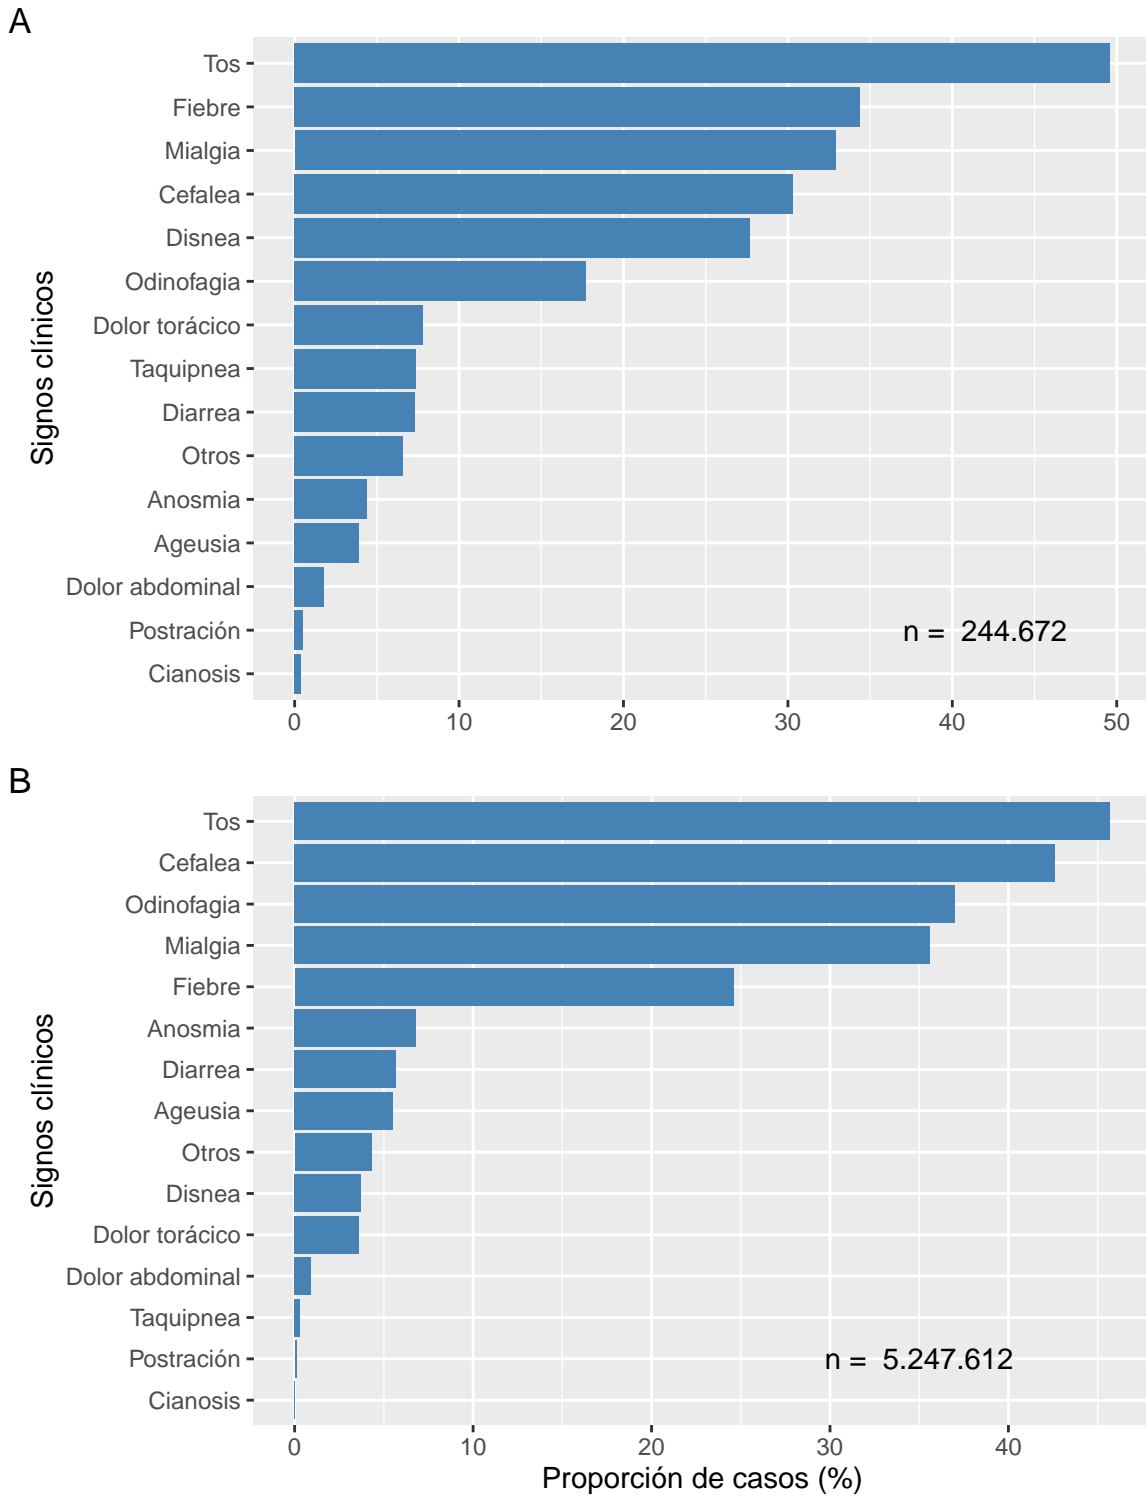 A
Signos clínicos
Tos
Fiebre
Mialgia
Cefalea
Disnea
Odinofagia
Dolor torácico
Taquipnea
Diarrea
Otros
Anosmia
Ageusia
Dolor abdominal
Postración
Cianosis
n =  244.672
0 10 20 30 40 50
B
Signos clínicos
Tos
Cefalea
Odinofagia
Mialgia
Fiebre
Anosmia
Diarrea
Ageusia
Otros
Disnea
Dolor torácico
Dolor abdominal
Taquipnea
Postración
Cianosis
n =  5.247.612
0 10 20 30 40
Proporción de casos (%)